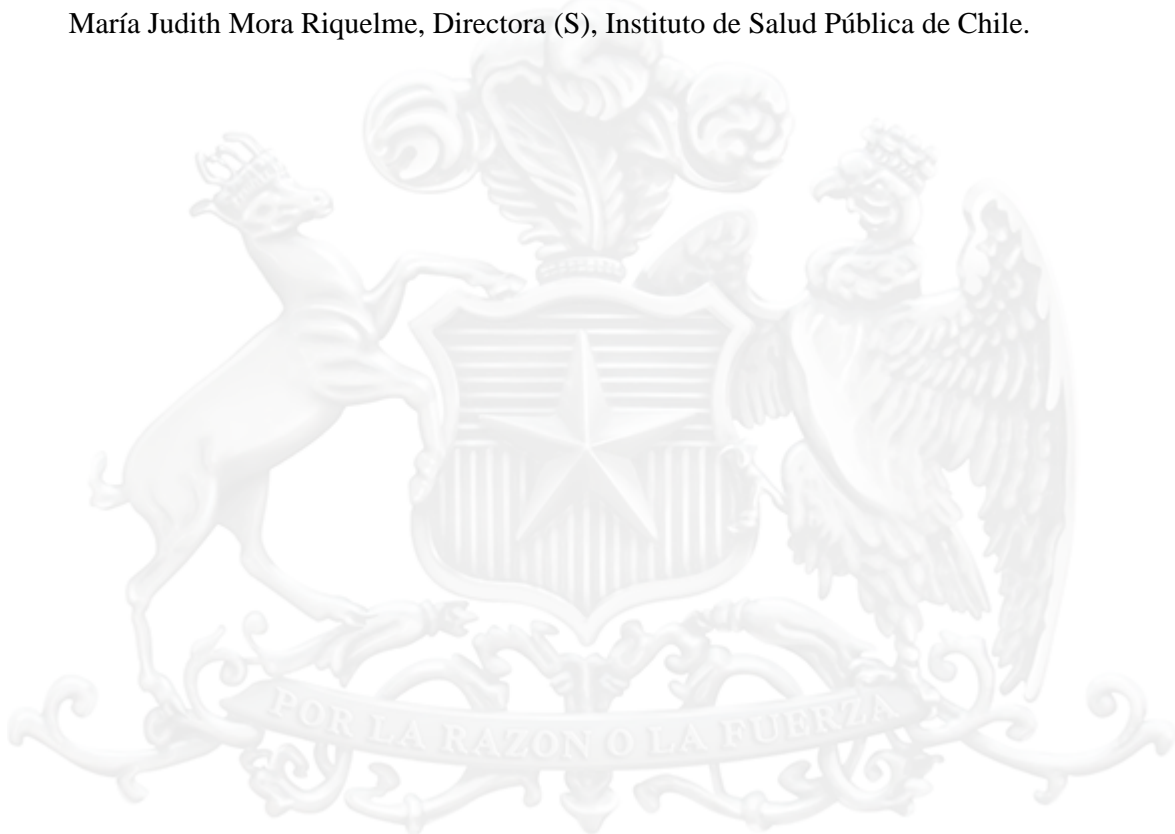 María Judith Mora Riquelme, Directora (S), Instituto de Salud Pública de Chile.
POR LA RAZON O LA FUERZA